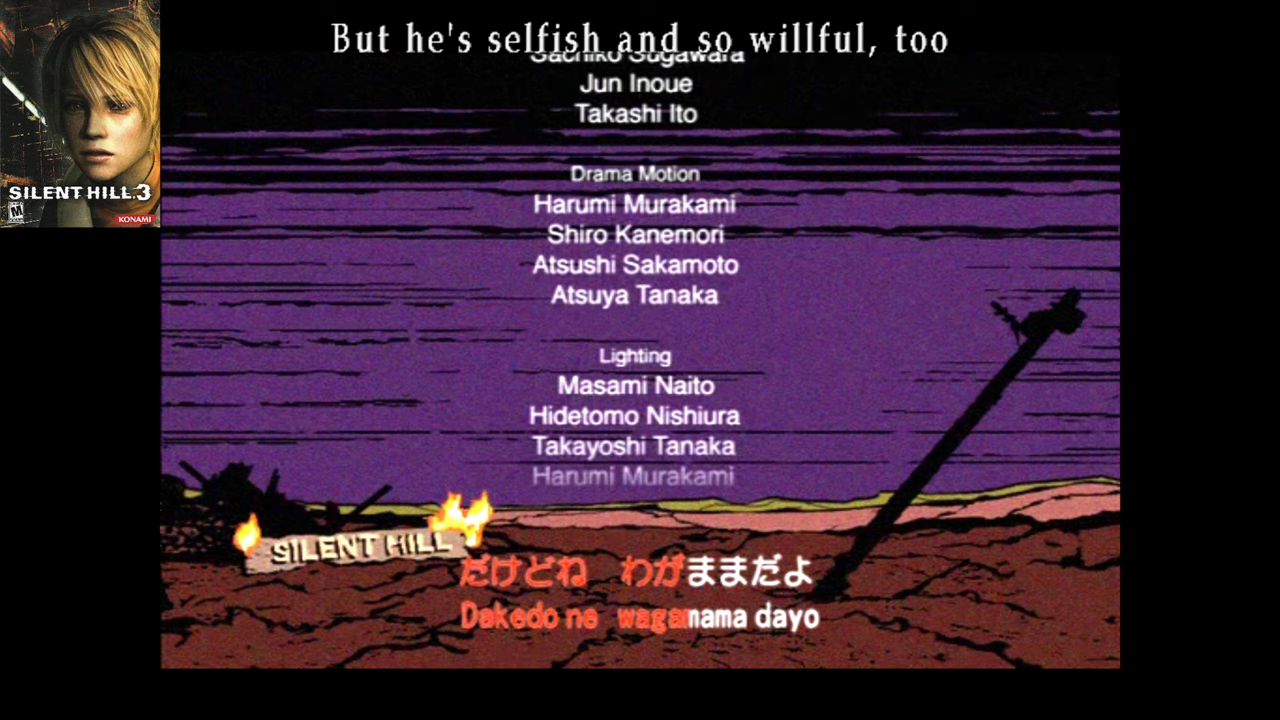 But he's selfish and so willful, too
Sachiko Sugawara
Jun Inoue
Takashi Ito
Drama Motion
Harumi Murakami
Shiro Kanemori
Atsushi Sakamoto
Atsuya Tanaka
Lighting
Masami Naito
Hidetomo Nishiura
Takayoshi Tanaka
Harumi Murakami
SILENT HILL 3
M
KONAMI
SILENT HILL
だけどね わがままだよ
Dakedo ne wagamama dayo